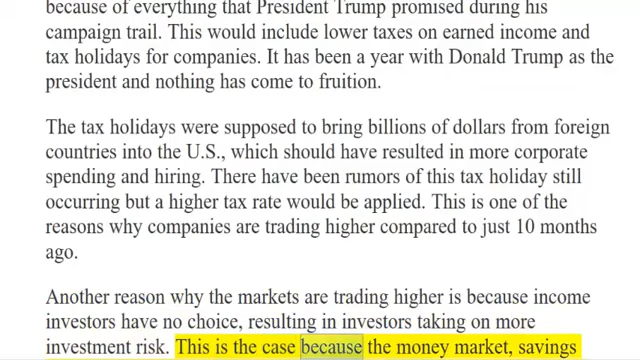 because of everything that President Trump promised during his
campaign trail. This would include lower taxes on earned income and
tax holidays for companies. It has been a year with Donald Trump as the
president and nothing has come to fruition.
The tax holidays were supposed to bring billions of dollars from foreign
countries into the U.S., which should have resulted in more corporate
spending and hiring. There have been rumors of this tax holiday still
occurring but a higher tax rate would be applied. This is one of the
reasons why companies are trading higher compared to just 10 months
ago.
Another reason why the markets are trading higher is because income
investors have no choice, resulting in investors taking on more
investment risk. This is the case because the money market, savings